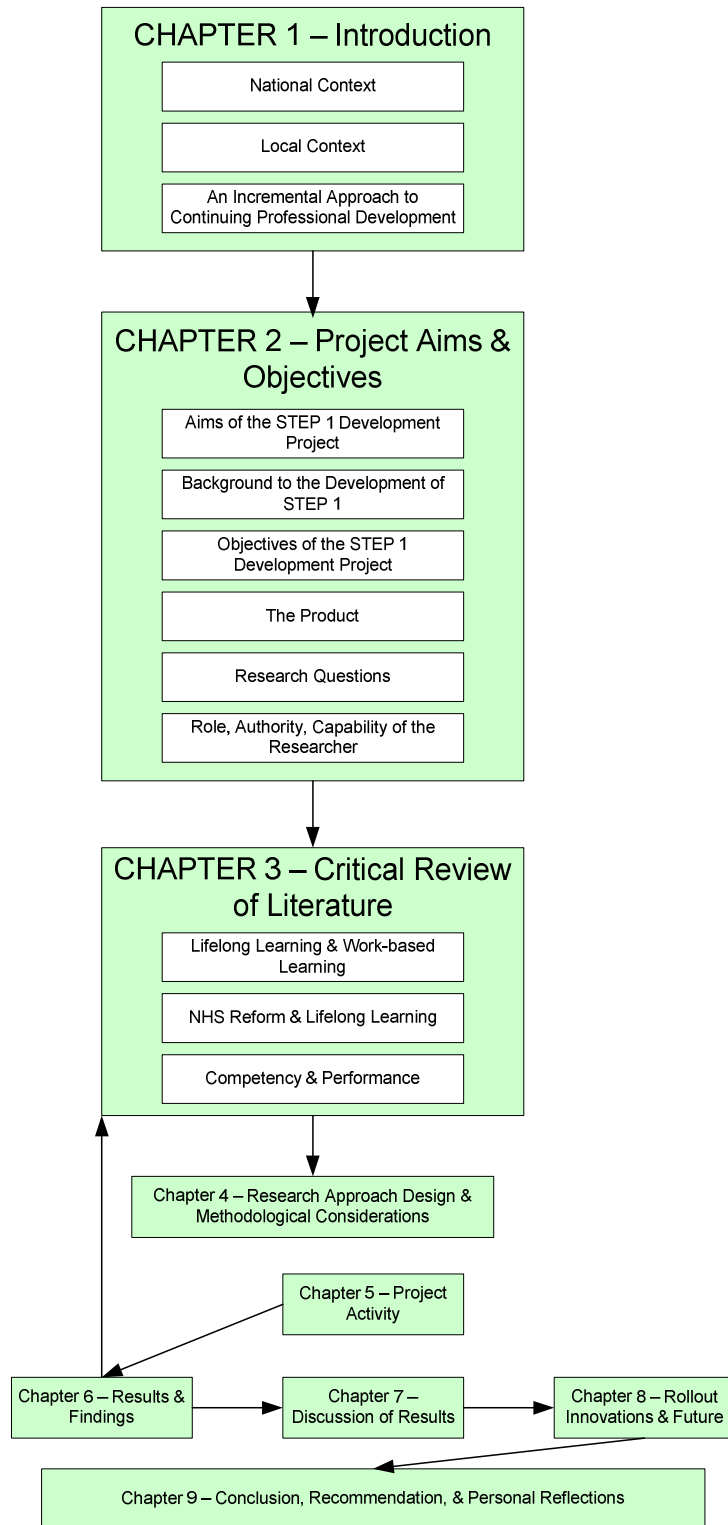 CHAPTER 1 – Introduction
National Context
Local Context
An Incremental Approach to
Continuing Professional Development
CHAPTER 2 – Project Aims &
Objectives
Aims of the STEP 1 Development
Project
Background to the Development of
STEP 1
Objectives of the STEP 1
Development Project
The Product
Research Questions
Role, Authority, Capability of the
Researcher
CHAPTER 3 – Critical Review
of Literature
Lifelong Learning & Work-based
Learning
NHS Reform & Lifelong Learning
Competency & Performance
Chapter 4 – Research Approach Design &
Methodological Considerations
Chapter 5 – Project
Activity
Chapter 6 – Results &
Findings
Chapter 7 –
Discussion of Results
Chapter 8 – Rollout
Innovations & Future
Chapter 9 – Conclusion, Recommendation, & Personal Reflections